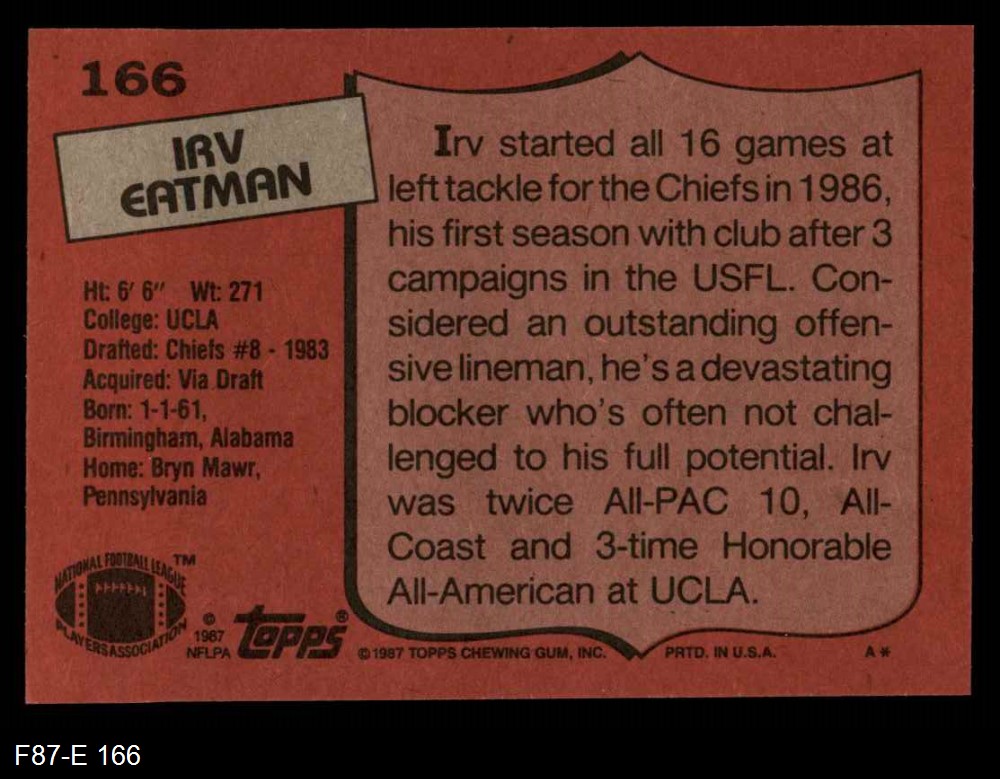 166
IRV
EATMAN
Ht: 6' 6" Wt: 271
College: UCLA
Drafted: Chiefs #8 - 1983
Acquired: Via Draft
Born: 1-1-61,
Birmingham, Alabama
Home: Bryn Mawr,
Pennsylvania
Irv started all 16 games at
left tackle for the Chiefs in 1986,
his first season with club after 3
campaigns in the USFL. Con-
sidered an outstanding offen-
sive lineman, he's a devastating
blocker who's often not chal-
lenged to his full potential. Irv
was twice All-PAC 10, All-
Coast and 3-time Honorable
All-American at UCLA.
NATIONAL FOOTBALL LEAGUE ™
PLAYERS ASSOCIATION
©
1987
NFLPA
TOPPS®
©1987 TOPPS CHEWING GUM, INC. PRTD. IN U.S.A. A*
F87-E 166